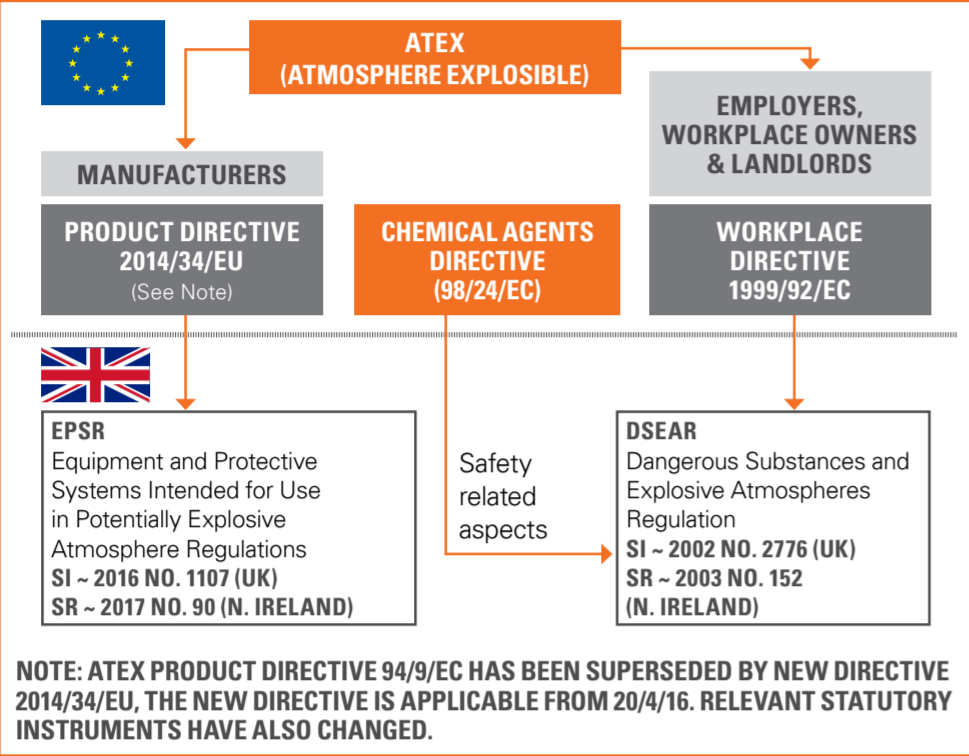 ATEX
(ATMOSPHERE EXPLOSIBLE)
EMPLOYERS,
WORKPLACE OWNERS
& LANDLORDS
MANUFACTURERS
PRODUCT DIRECTIVE
2014/34/EU
(See Note)
CHEMICAL AGENTS
DIRECTIVE
(98/24/EC)
WORKPLACE
DIRECTIVE
1999/92/EC
EPSR
Equipment and Protective
Systems Intended for Use
in Potentially Explosive
Atmosphere Regulations
SI ~ 2016 NO. 1107 (UK)
SR ~ 2017 NO. 90 (N. IRELAND)
Safety
related
aspects
DSEAR
Dangerous Substances and
Explosive Atmospheres
Regulation
SI ~ 2002 NO. 2776 (UK)
SR ~ 2003 NO. 152
(N. IRELAND)
NOTE: ATEX PRODUCT DIRECTIVE 94/9/EC HAS BEEN SUPERSEDED BY NEW DIRECTIVE
2014/34/EU, THE NEW DIRECTIVE IS APPLICABLE FROM 20/4/16. RELEVANT STATUTORY
INSTRUMENTS HAVE ALSO CHANGED.